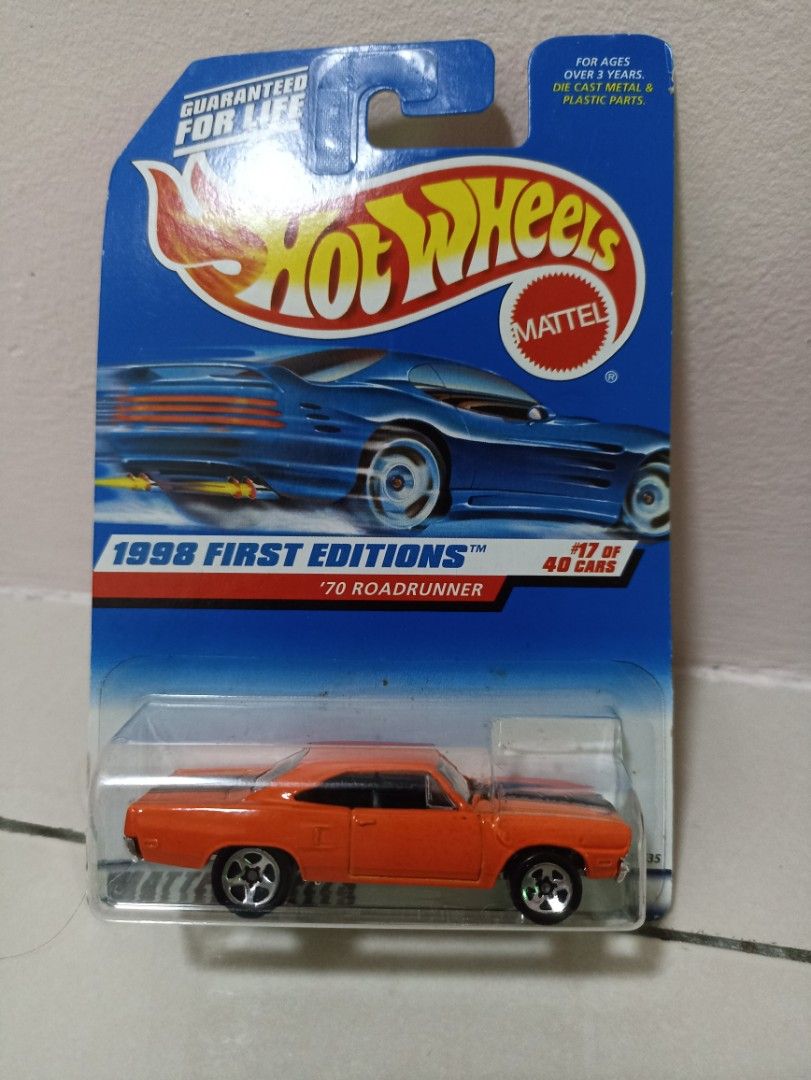 GUARANTEED
FOR LIFE
FOR AGES
OVER 3 YEARS.
DIE CAST METAL &
PLASTIC PARTS.
HOT WHEELS
MATTEL
®
1998 FIRST EDITIONS™
#17 OF
40 CARS
'70 ROADRUNNER
35